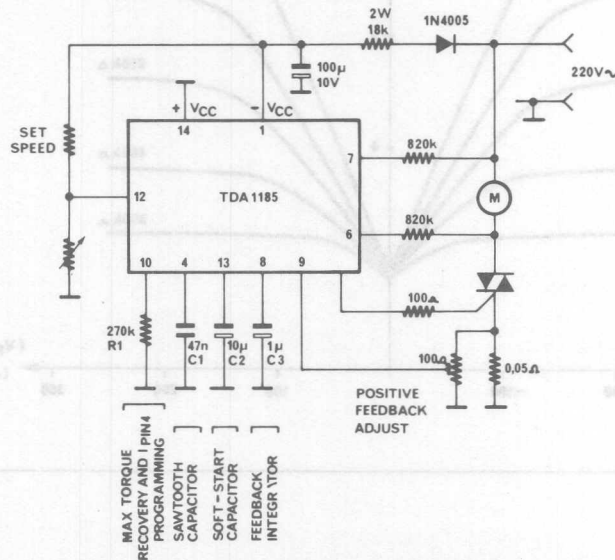 2W
18k
1N4005
100µ
10V
220V~
SET
SPEED
+ VCC
- VCC
14
1
7
820k
12
TDA 1185
M
6
820k
10
4
13
8
9
100Ω
270k
R1
47n
C1
10µ
C2
1µ
C3
100Ω
0,05Ω
POSITIVE
FEEDBACK
ADJUST
MAX TORQUE
RECOVERY AND I PIN4
PROGRAMMING
SAWTOOTH
CAPACITOR
SOFT-START
CAPACITOR
FEEDBACK
INTEGRATOR